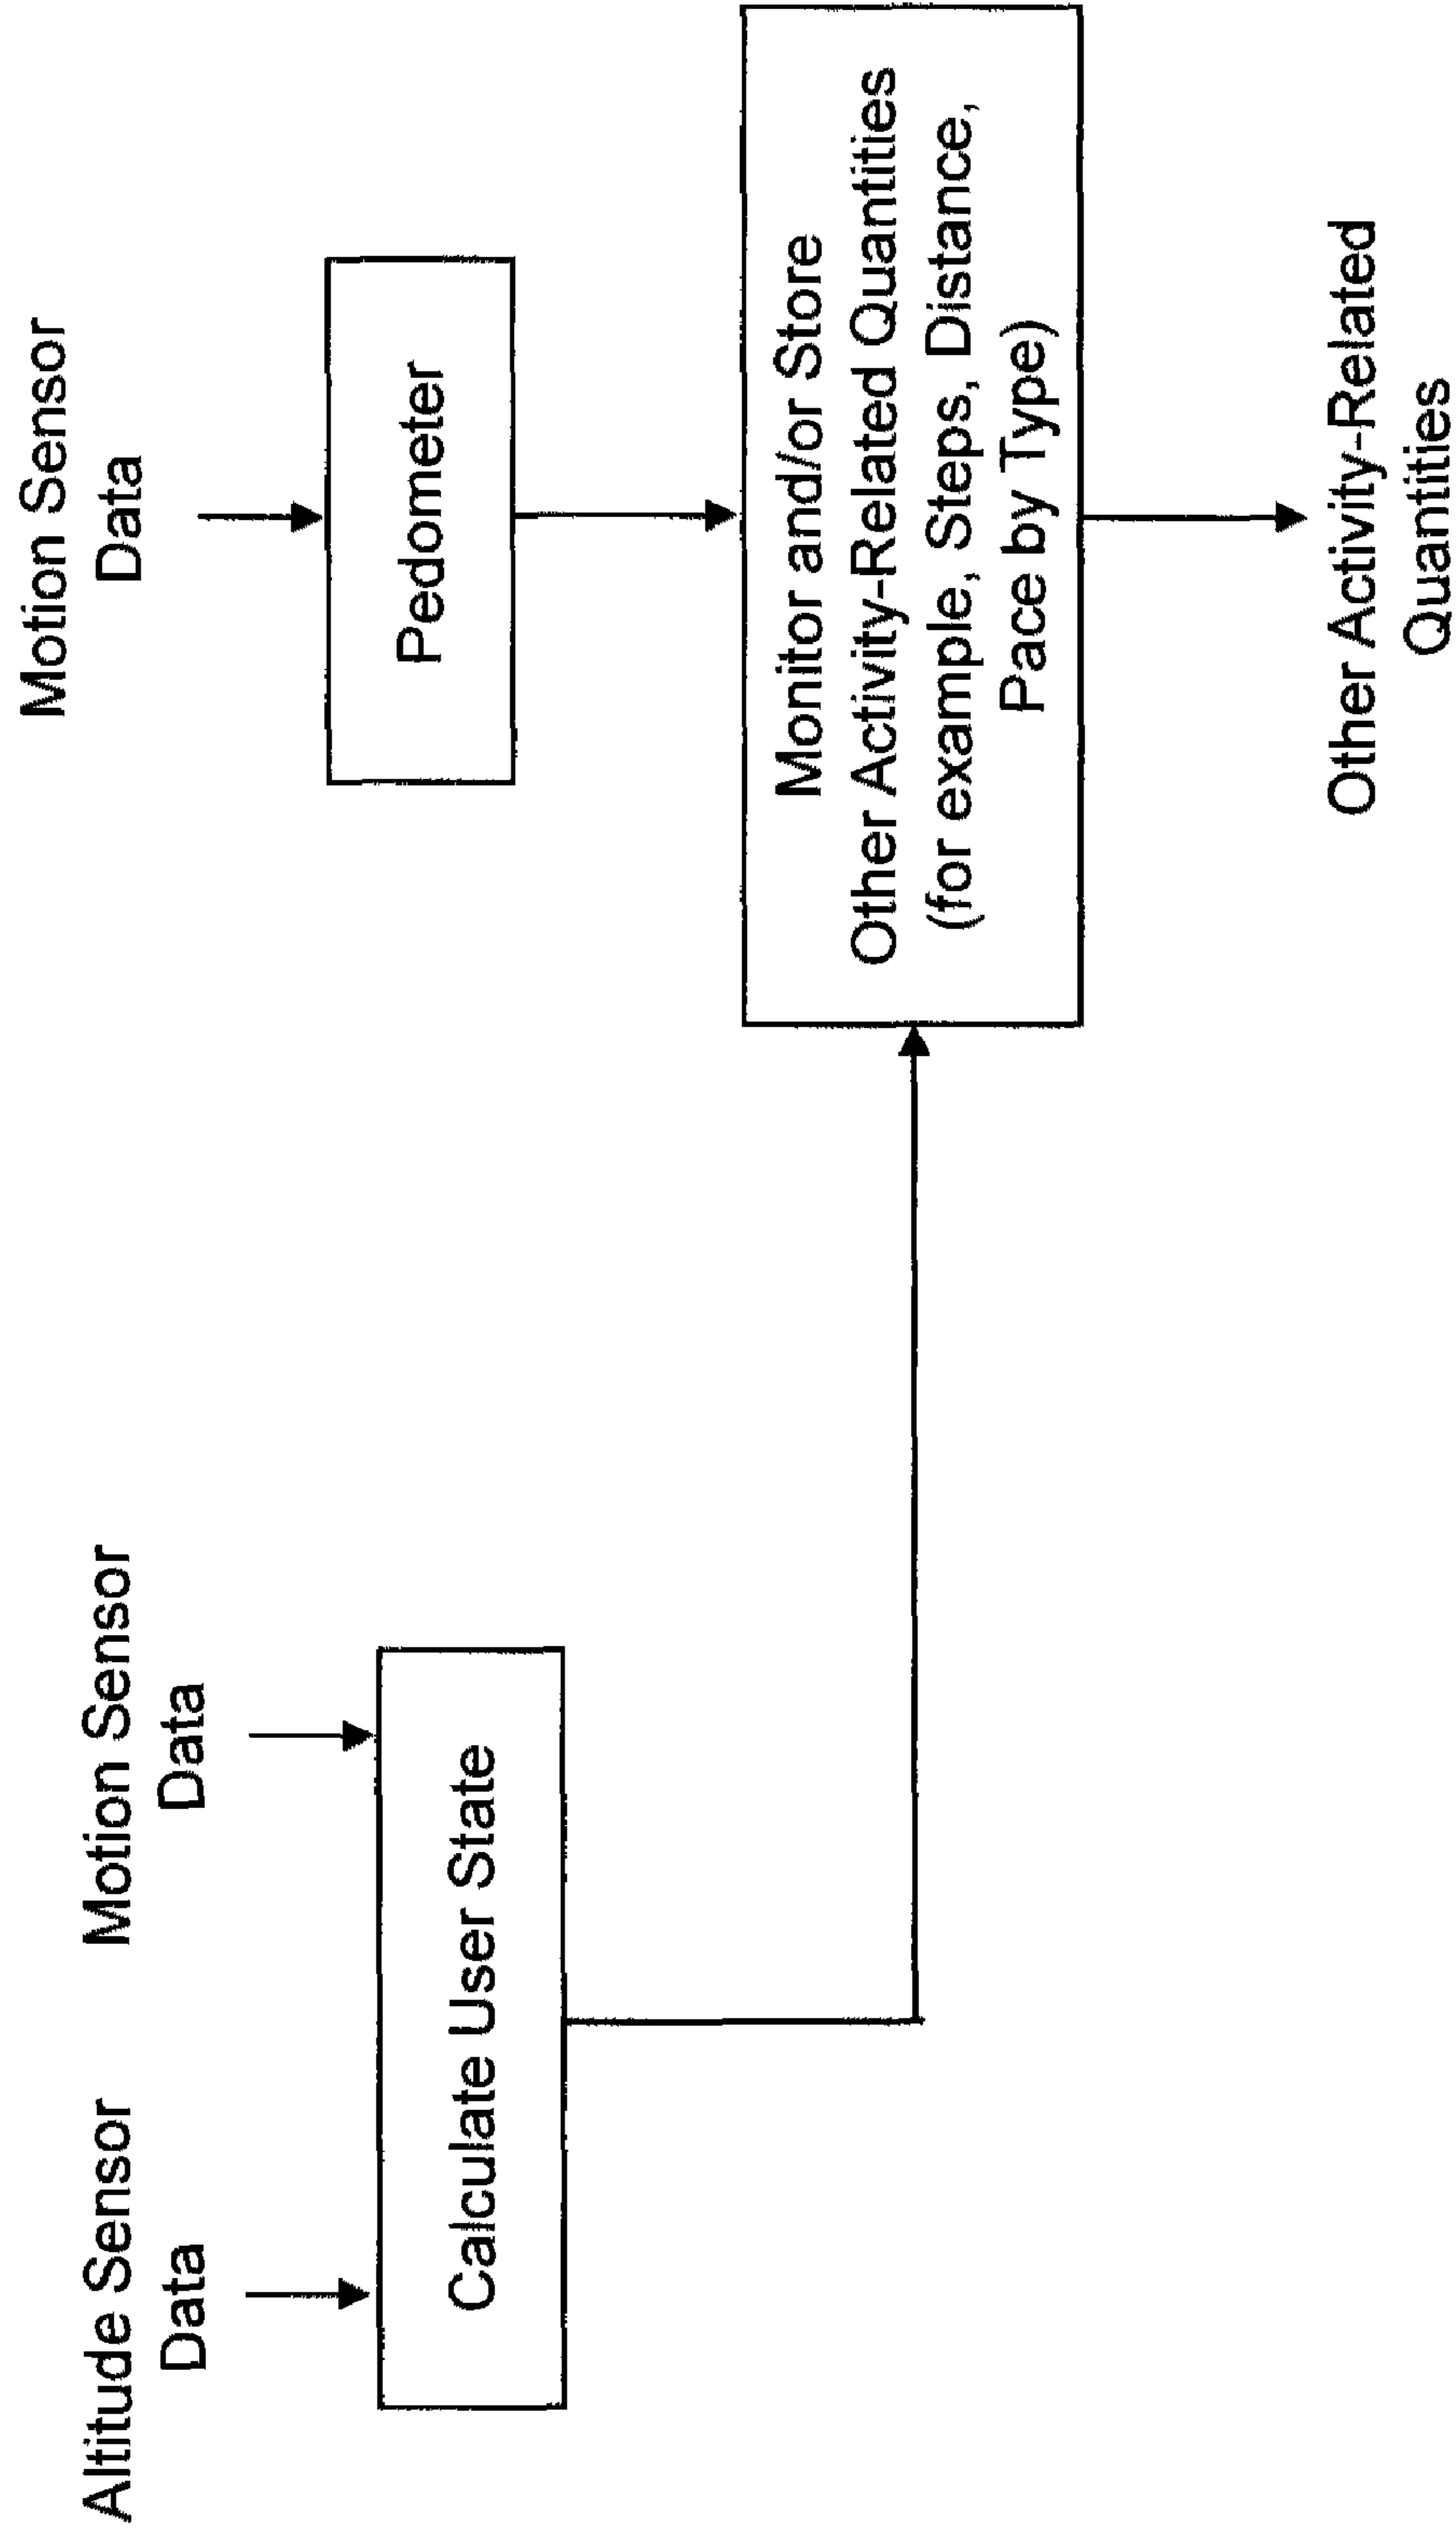 Altitude Sensor
Data
Motion Sensor
Data
Calculate User State
Motion Sensor
Data
Pedometer
Monitor and/or Store
Other Activity-Related Quantities
(for example, Steps, Distance,
Pace by Type)
Other Activity-Related
Quantities